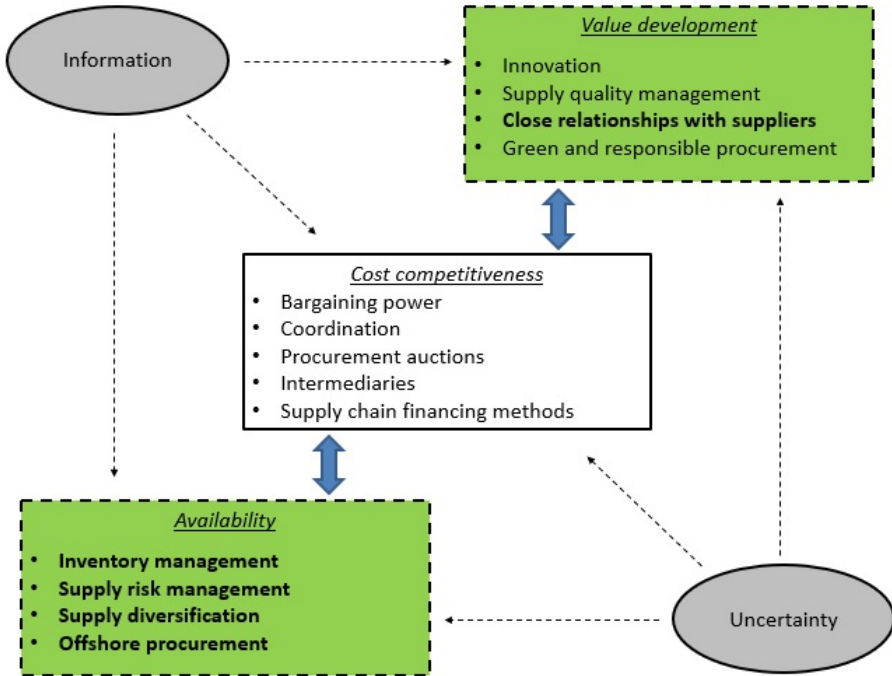 Information
Value development
• Innovation
• Supply quality management
• Close relationships with suppliers
• Green and responsible procurement
Cost competitiveness
• Bargaining power
• Coordination
• Procurement auctions
• Intermediaries
• Supply chain financing methods
Availability
• Inventory management
• Supply risk management
• Supply diversification
• Offshore procurement
Uncertainty